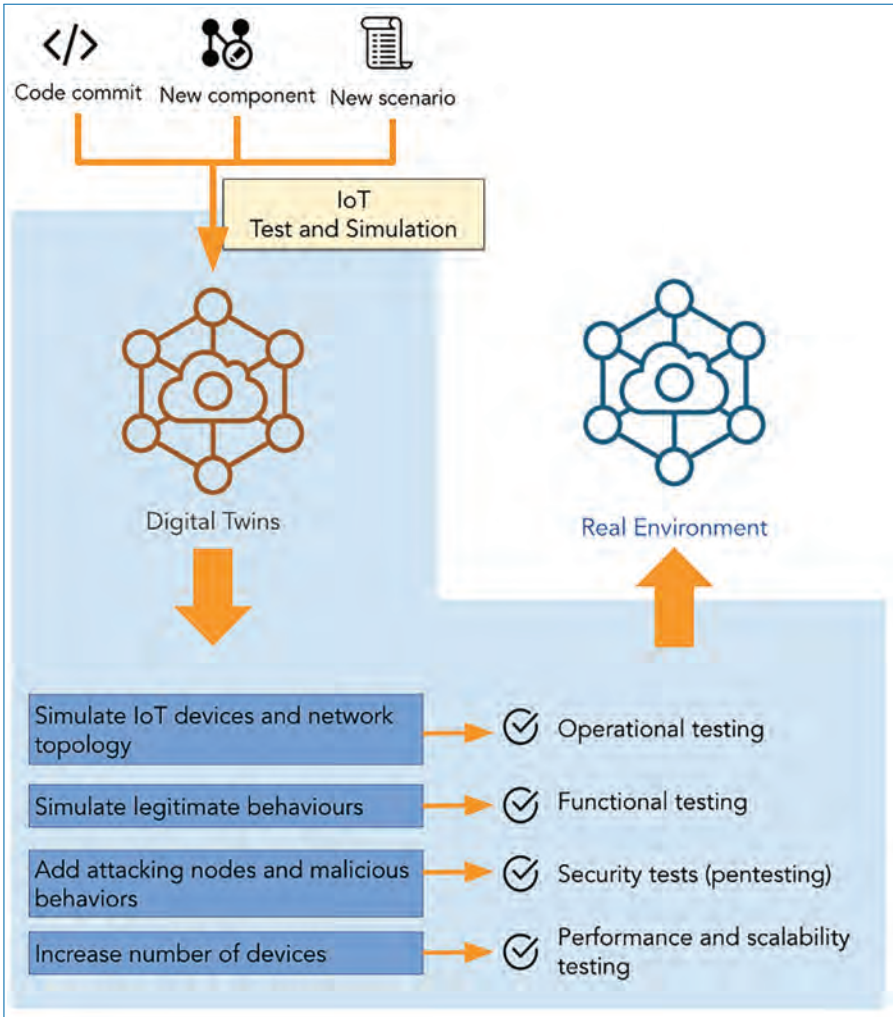 Code commit New component New scenario
IoT
Test and Simulation
Digital Twins
Real Environment
Simulate IoT devices and network
topology
Operational testing
Simulate legitimate behaviours
Functional testing
Add attacking nodes and malicious
behaviors
Security tests (pentesting)
Increase number of devices
Performance and scalability
testing